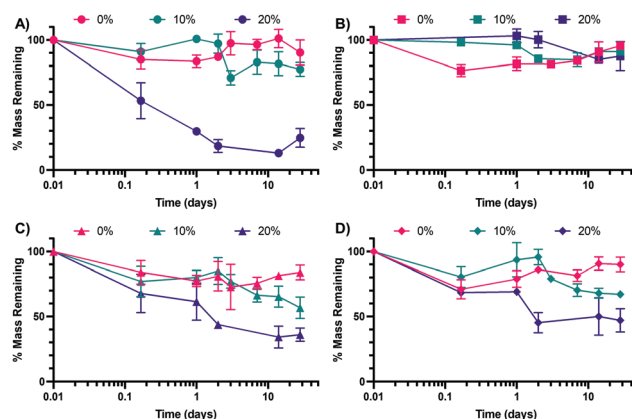 A) 0% 10% 20%
100
50
0
% Mass Remaining
0.01 0.1 1 10
Time (days)
B) 0% 10% 20%
100
50
0
% Mass Remaining
0.01 0.1 1 10
Time (days)
C) 0% 10% 20%
100
50
0
% Mass Remaining
0.01 0.1 1 10
Time (days)
D) 0% 10% 20%
100
50
0
% Mass Remaining
0.01 0.1 1 10
Time (days)